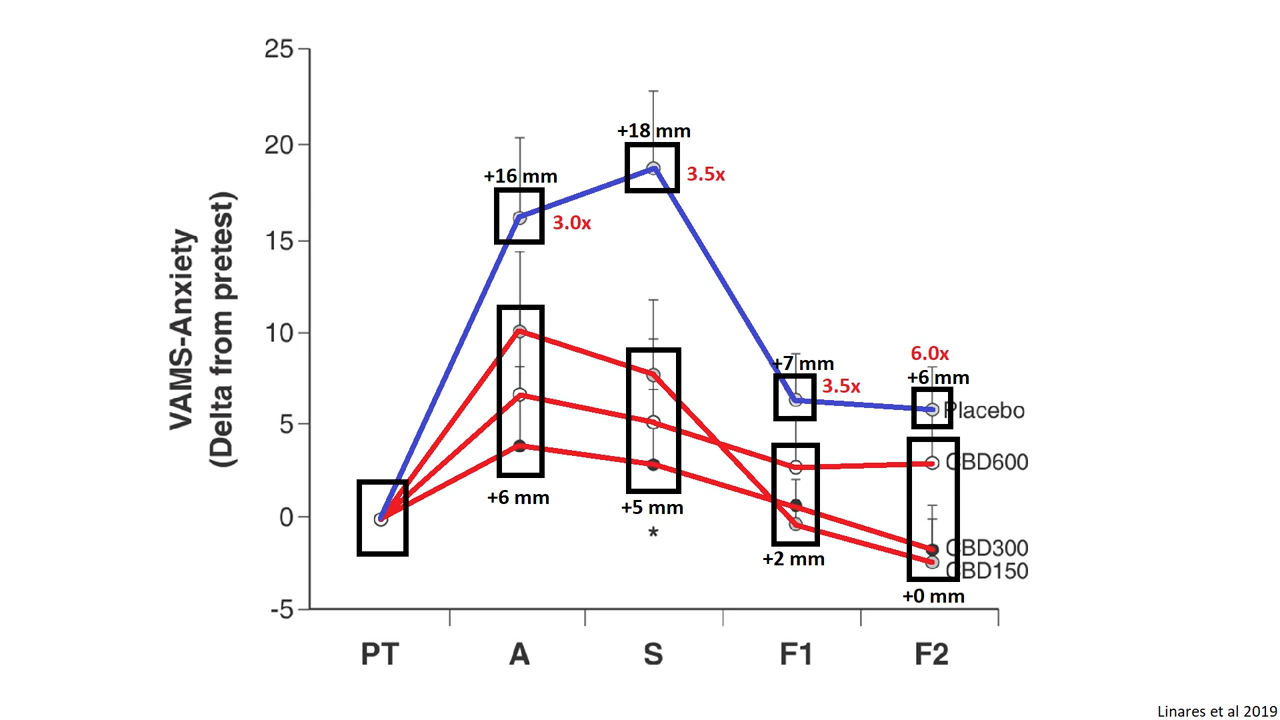 25
20
15
10
5
0
-5
VAMS-Anxiety
(Delta from pretest)
+18 mm
3.5x
+16 mm
3.0x
+7 mm
3.5x
6.0x
+6 mm
Placebo
CBD600
CBD300
CBD150
+6 mm
+5 mm
*
+2 mm
+0 mm
PT
A
S
F1
F2
Linares et al 2019